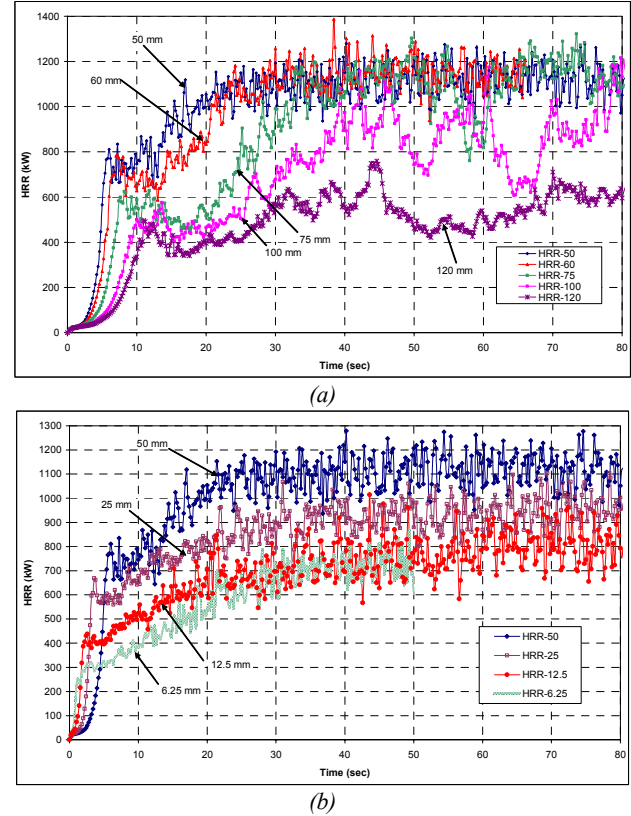 1400
1200
1000
800
600
400
200
0
HRR (kW)
50 mm
60 mm
75 mm
100 mm
120 mm
HRR-50
HRR-60
HRR-75
HRR-100
HRR-120
0 10 20 30 40 50 60 70 80
Time (sec)
(a)
1300
1200
1100
1000
900
800
700
600
500
400
300
200
100
0
HRR (kW)
50 mm
25 mm
12.5 mm
6.25 mm
HRR-50
HRR-25
HRR-12.5
HRR-6.25
0 10 20 30 40 50 60 70 80
Time (sec)
(b)